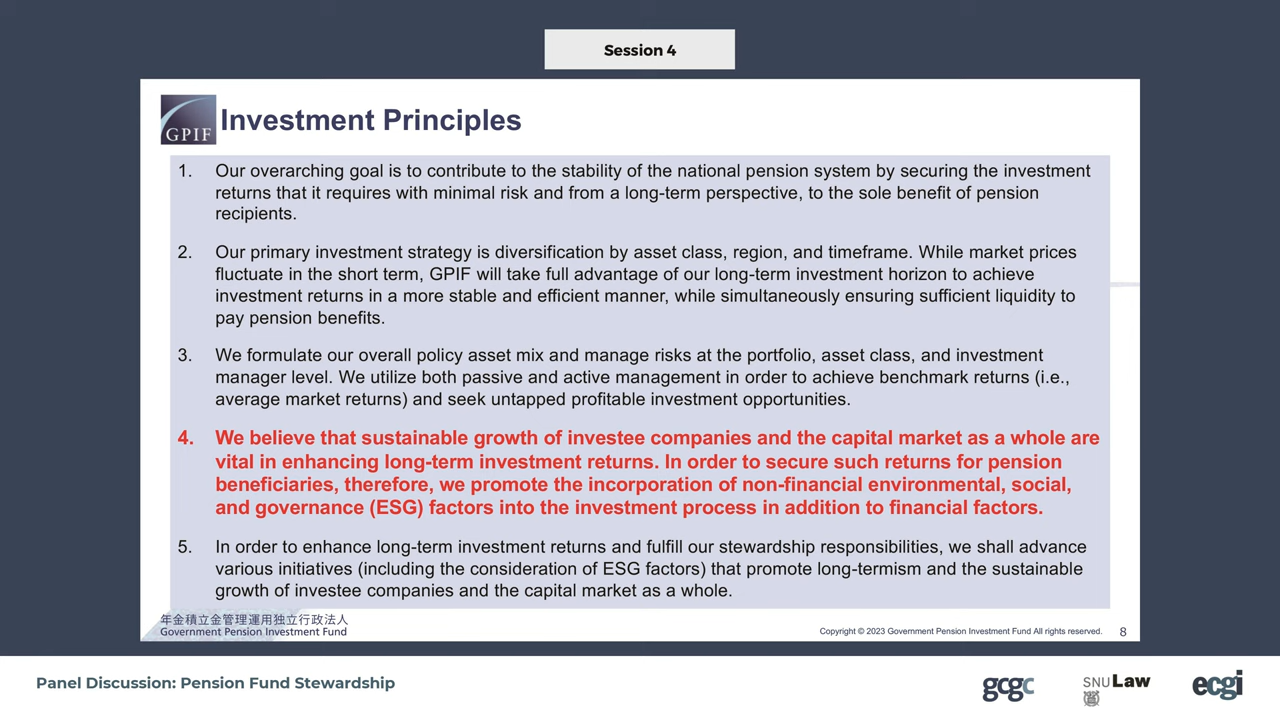 Session 4
GPIF
Investment Principles
1. Our overarching goal is to contribute to the stability of the national pension system by securing the investment
returns that it requires with minimal risk and from a long-term perspective, to the sole benefit of pension
recipients.
2. Our primary investment strategy is diversification by asset class, region, and timeframe. While market prices
fluctuate in the short term, GPIF will take full advantage of our long-term investment horizon to achieve
investment returns in a more stable and efficient manner, while simultaneously ensuring sufficient liquidity to
pay pension benefits.
3. We formulate our overall policy asset mix and manage risks at the portfolio, asset class, and investment
manager level. We utilize both passive and active management in order to achieve benchmark returns (i.e.,
average market returns) and seek untapped profitable investment opportunities.
4. We believe that sustainable growth of investee companies and the capital market as a whole are
vital in enhancing long-term investment returns. In order to secure such returns for pension
beneficiaries, therefore, we promote the incorporation of non-financial environmental, social,
and governance (ESG) factors into the investment process in addition to financial factors.
5. In order to enhance long-term investment returns and fulfill our stewardship responsibilities, we shall advance
various initiatives (including the consideration of ESG factors) that promote long-termism and the sustainable
growth of investee companies and the capital market as a whole.
年金積立金管理運用独立行政法人
Government Pension Investment Fund
Copyright © 2023 Government Pension Investment Fund All rights reserved.
8
Panel Discussion: Pension Fund Stewardship
gcgc
SNU Law
ecgi